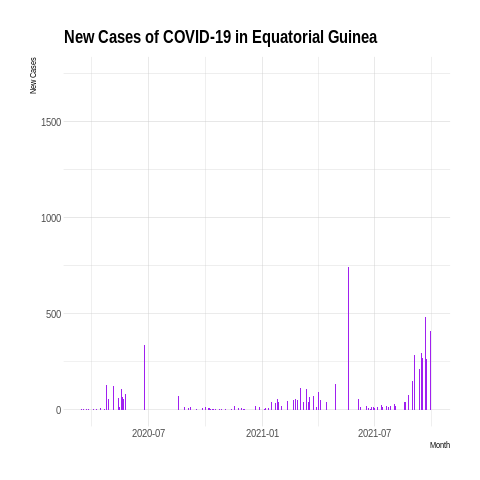 New Cases of COVID-19 in Equatorial Guinea
New Cases
1500
1000
500
0
2020-07 2021-01 2021-07
Month